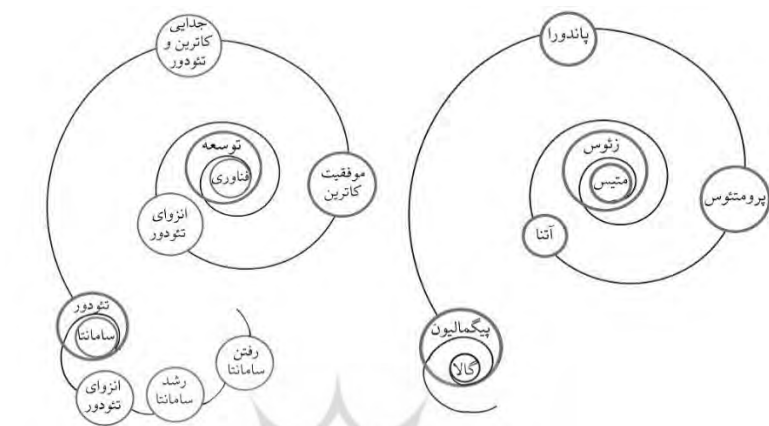 جدایی
کاترین و
تئودور
توسعه
فناوری
موفقیت
کاترین
انزوای
تئودور
تئودور
سامانتا
انزوای
تئودور
رشد
سامانتا
رفتن
سامانتا
پاندورا
زئوس
متیس
پرومتئوس
آتنا
پیگمالیون
گالا